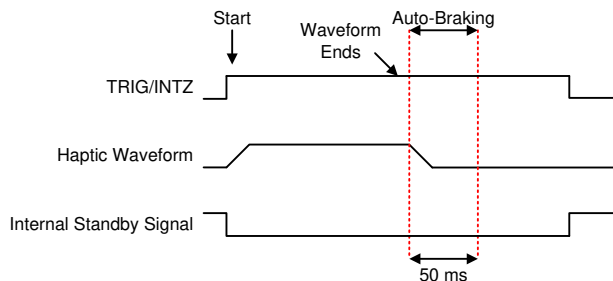 Start
Waveform
Ends
Auto-Braking
TRIG/INTZ
Haptic Waveform
Internal Standby Signal
50 ms